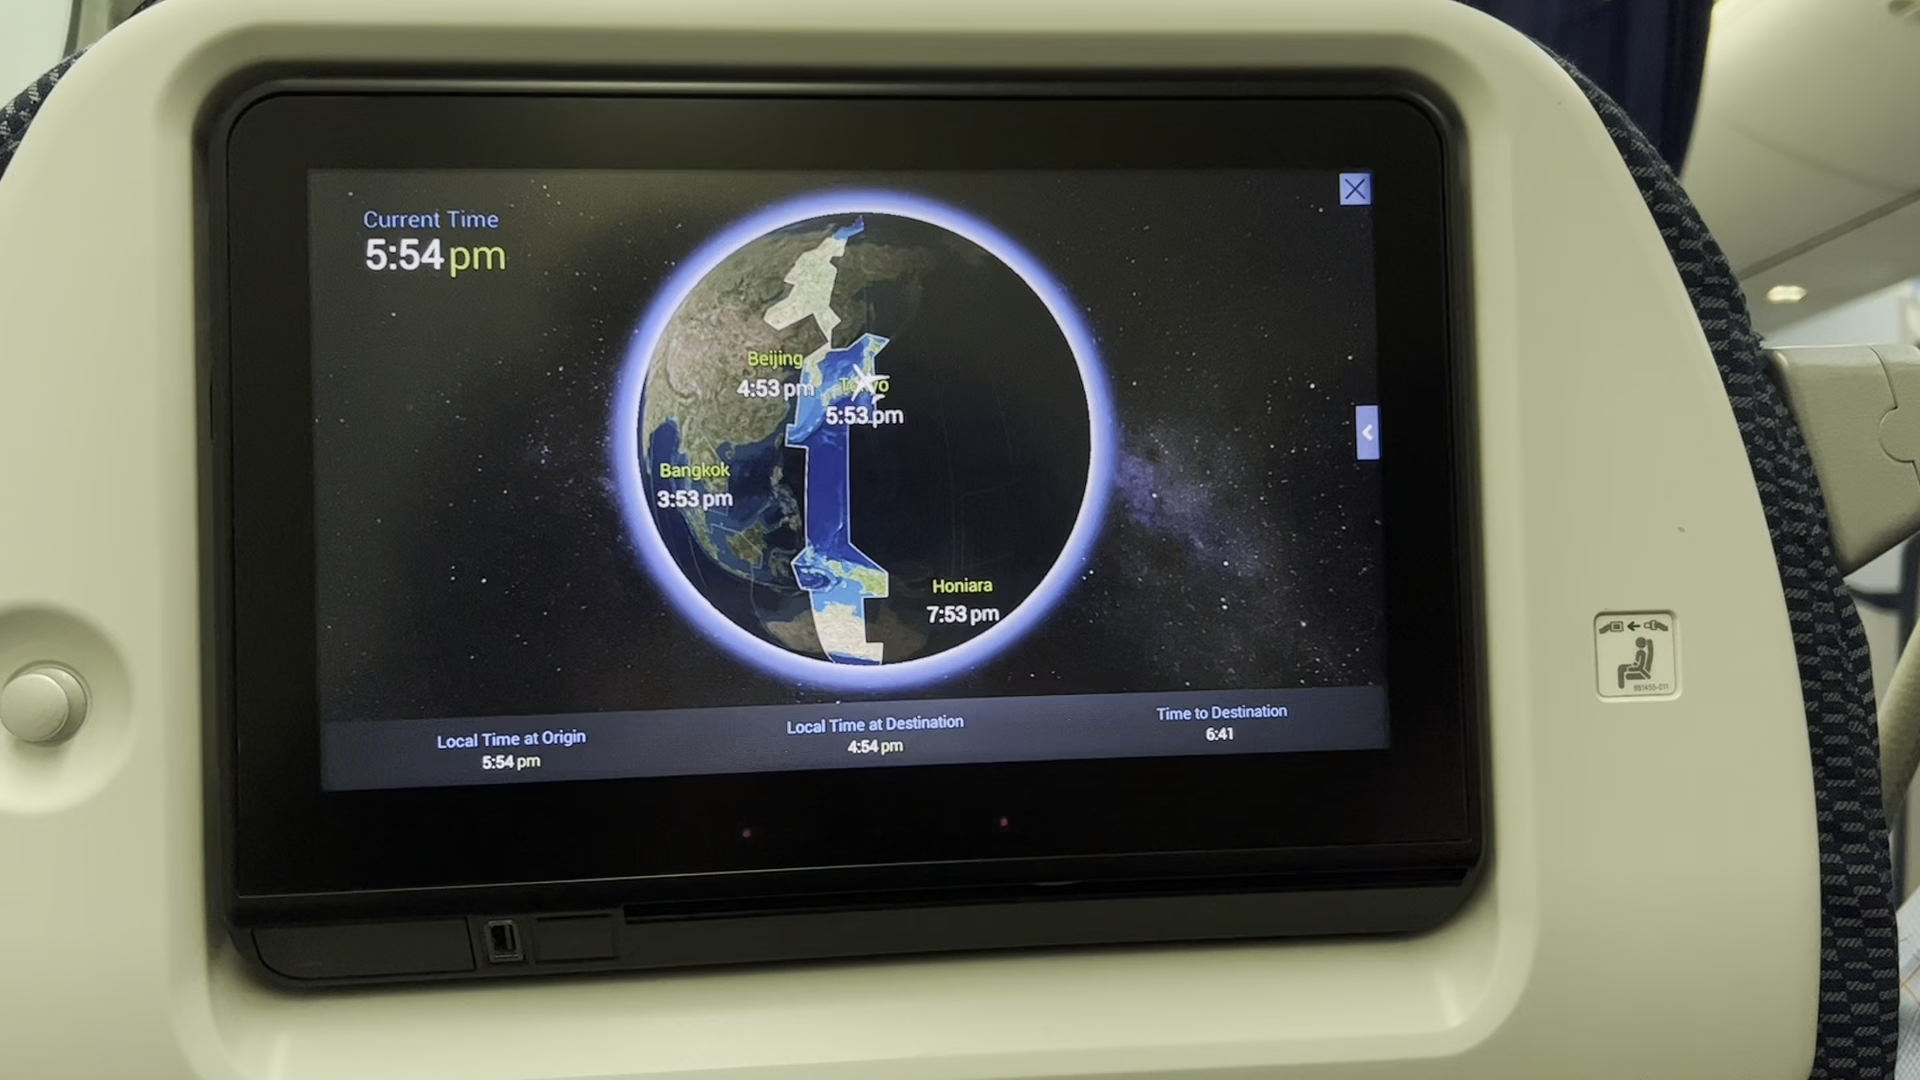 Current Time
5:54 pm
Beijing
4:53 pm
Tokyo
5:53 pm
Bangkok
3:53 pm
Honiara
7:53 pm
Local Time at Origin
5:54 pm
Local Time at Destination
4:54 pm
Time to Destination
6:41